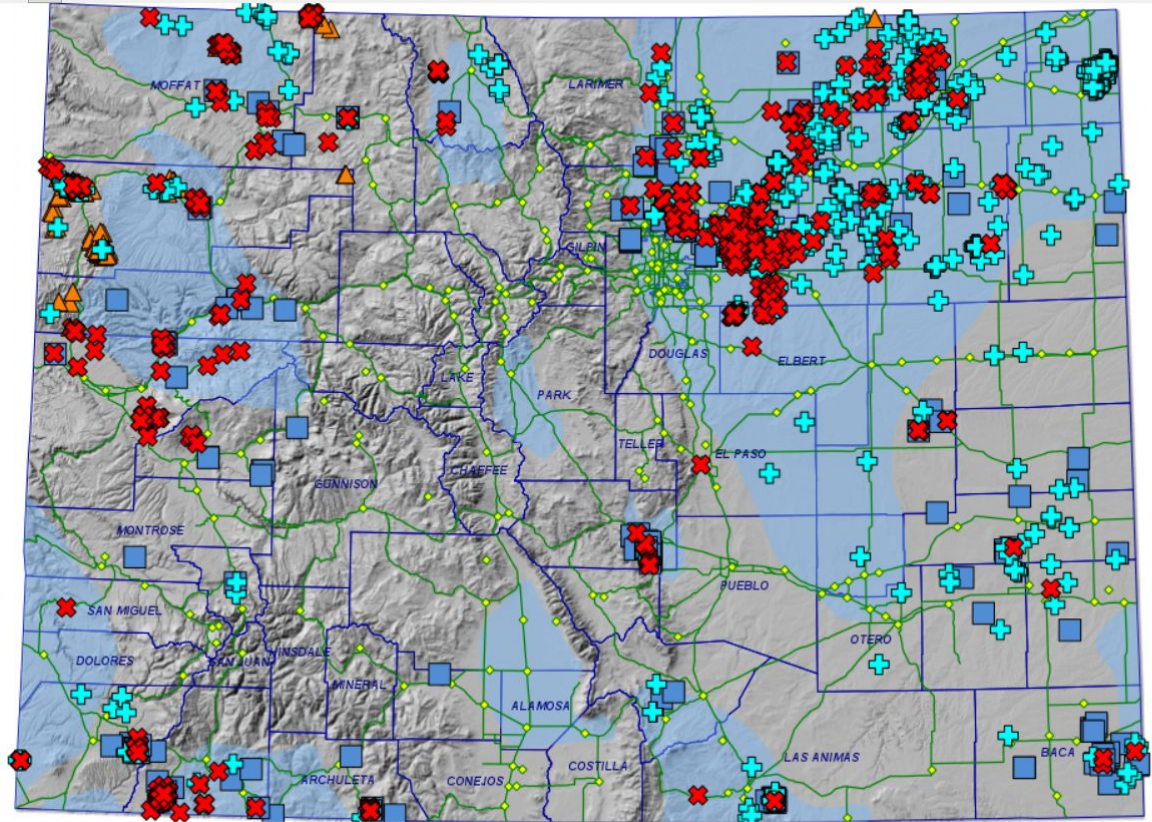 MOFFAT
LARIMER
GILPIN
DOUGLAS
ELBERT
LAKE
PARK
TELLER
EL PASO
CHAFFEE
GUNNISON
MONTROSE
PUEBLO
SAN MIGUEL
OTERO
DOLORES
SAN JUAN
HINSDALE
MINERAL
ALAMOSA
LAS ANIMAS
BACA
COSTILLA
ARCHULETA
CONEJOS